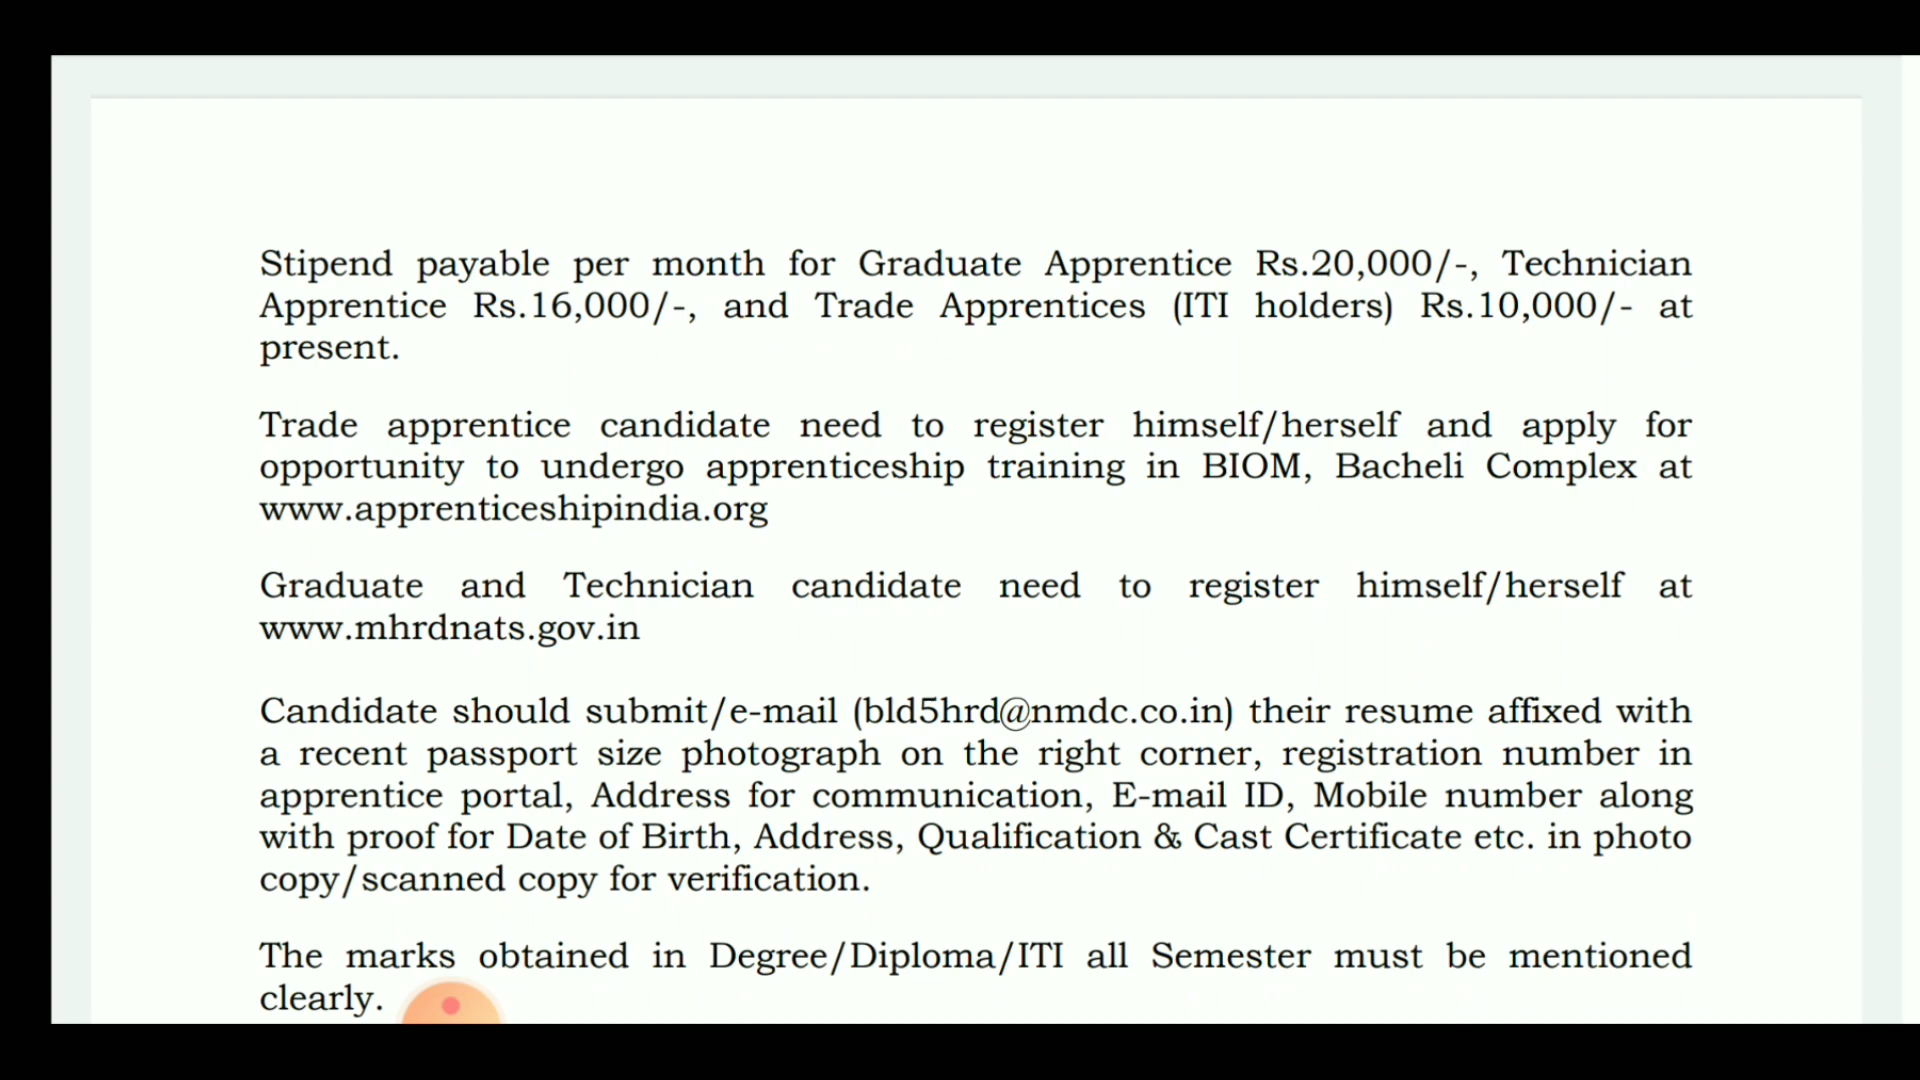 Stipend payable per month for Graduate Apprentice Rs.20,000/-, Technician
Apprentice Rs.16,000/-, and Trade Apprentices (ITI holders) Rs.10,000/- at
present.
Trade apprentice candidate need to register himself/herself and apply for
opportunity to undergo apprenticeship training in BIOM, Bacheli Complex at
www.apprenticeshipindia.org
Graduate and Technician candidate need to register himself/herself at
www.mhrdnats.gov.in
Candidate should submit/e-mail (bld5hrd@nmdc.co.in) their resume affixed with
a recent passport size photograph on the right corner, registration number in
apprentice portal, Address for communication, E-mail ID, Mobile number along
with proof for Date of Birth, Address, Qualification & Cast Certificate etc. in photo
copy/scanned copy for verification.
The marks obtained in Degree/Diploma/ITI all Semester must be mentioned
clearly.